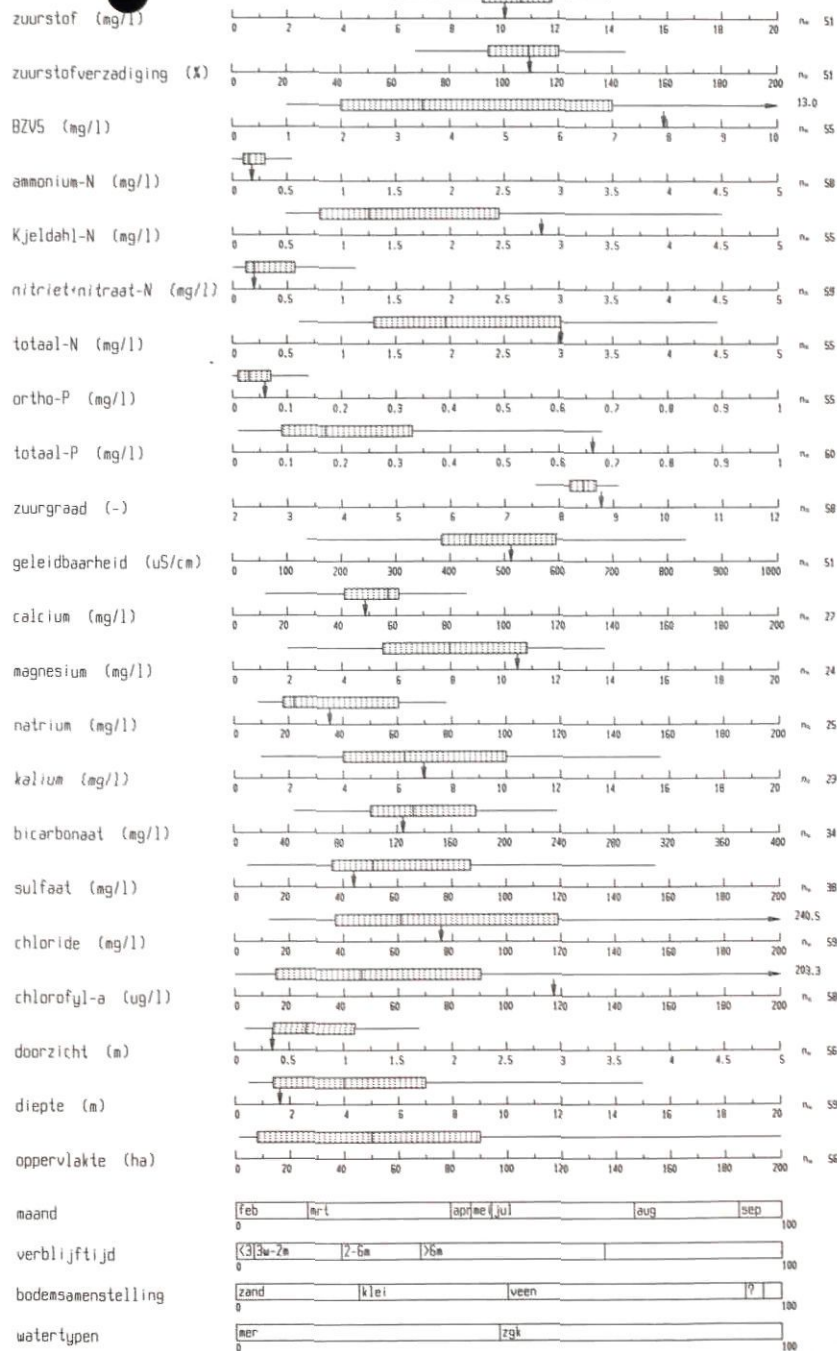 zuurstof (mg/l) 0 2 4 6 8 10 12 14 16 18 20 n= 51
zuurstofverzadiging (%) 0 20 40 60 80 100 120 140 160 180 200 n= 51
13.0
BZV5 (mg/l) 0 1 2 3 4 5 6 7 8 9 10 n= 55
ammonium-N (mg/l) 0 0.5 1 1.5 2 2.5 3 3.5 4 4.5 5 n= 58
Kjeldahl-N (mg/l) 0 0.5 1 1.5 2 2.5 3 3.5 4 4.5 5 n= 55
nitriet+nitraat-N (mg/l) 0 0.5 1 1.5 2 2.5 3 3.5 4 4.5 5 n= 59
totaal-N (mg/l) 0 0.5 1 1.5 2 2.5 3 3.5 4 4.5 5 n= 55
ortho-P (mg/l) 0 0.1 0.2 0.3 0.4 0.5 0.6 0.7 0.8 0.9 1 n= 55
totaal-P (mg/l) 0 0.1 0.2 0.3 0.4 0.5 0.6 0.7 0.8 0.9 1 n= 60
zuurgraad (-) 2 3 4 5 6 7 8 9 10 11 12 n= 58
geleidbaarheid (uS/cm) 0 100 200 300 400 500 600 700 800 900 1000 n= 51
calcium (mg/l) 0 20 40 60 80 100 120 140 160 180 200 n= 27
magnesium (mg/l) 0 2 4 6 8 10 12 14 16 18 20 n= 24
natrium (mg/l) 0 20 40 60 80 100 120 140 160 180 200 n= 25
kalium (mg/l) 0 2 4 6 8 10 12 14 16 18 20 n= 23
bicarbonaat (mg/l) 0 40 80 120 160 200 240 280 320 360 400 n= 34
sulfaat (mg/l) 0 20 40 60 80 100 120 140 160 180 200 n= 38
240.5
chloride (mg/l) 0 20 40 60 80 100 120 140 160 180 200 n= 59
203.3
chlorofyl-a (ug/l) 0 20 40 60 80 100 120 140 160 180 200 n= 58
doorzicht (m) 0 0.5 1 1.5 2 2.5 3 3.5 4 4.5 5 n= 56
diepte (m) 0 2 4 6 8 10 12 14 16 18 20 n= 59
oppervlakte (ha) 0 20 40 60 80 100 120 140 160 180 200 n= 56
maand feb mrt apr mei jul aug sep
0 100
verblijftijd <3 3w-2m 2-6m >6m
0 100
bodemsamenstelling zand klei veen ?
0 100
watertypen mer zgk
0 100